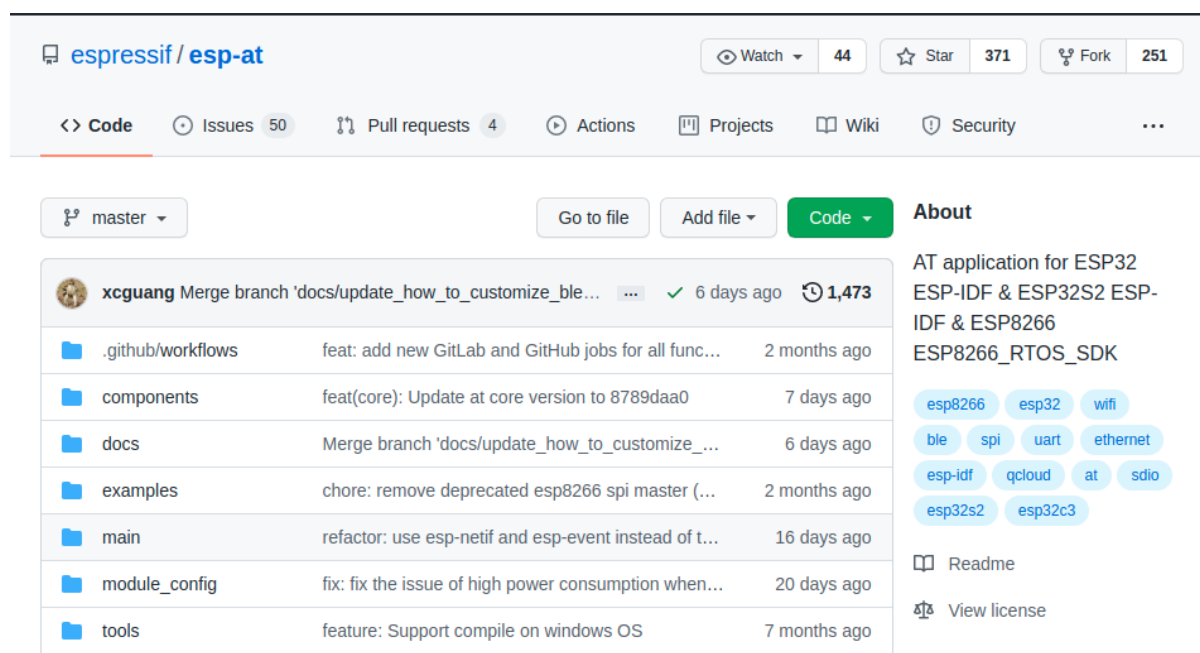 espressif / esp-at
Watch 44 Star 371 Fork 251
Code Issues 50 Pull requests 4 Actions Projects Wiki Security ...
master Go to file Add file Code
xcguang Merge branch 'docs/update_how_to_customize_ble... ... 6 days ago 1,473
.github/workflows feat: add new GitLab and GitHub jobs for all func... 2 months ago
components feat(core): Update at core version to 8789daa0 7 days ago
docs Merge branch 'docs/update_how_to_customize_... 6 days ago
examples chore: remove deprecated esp8266 spi master (... 2 months ago
main refactor: use esp-netif and esp-event instead of t... 16 days ago
module_config fix: fix the issue of high power consumption when... 20 days ago
tools feature: Support compile on windows OS 7 months ago
About
AT application for ESP32
ESP-IDF & ESP32S2 ESP-
IDF & ESP8266
ESP8266_RTOS_SDK
esp8266 esp32 wifi
ble spi uart ethernet
esp-idf qcloud at sdio
esp32s2 esp32c3
Readme
View license